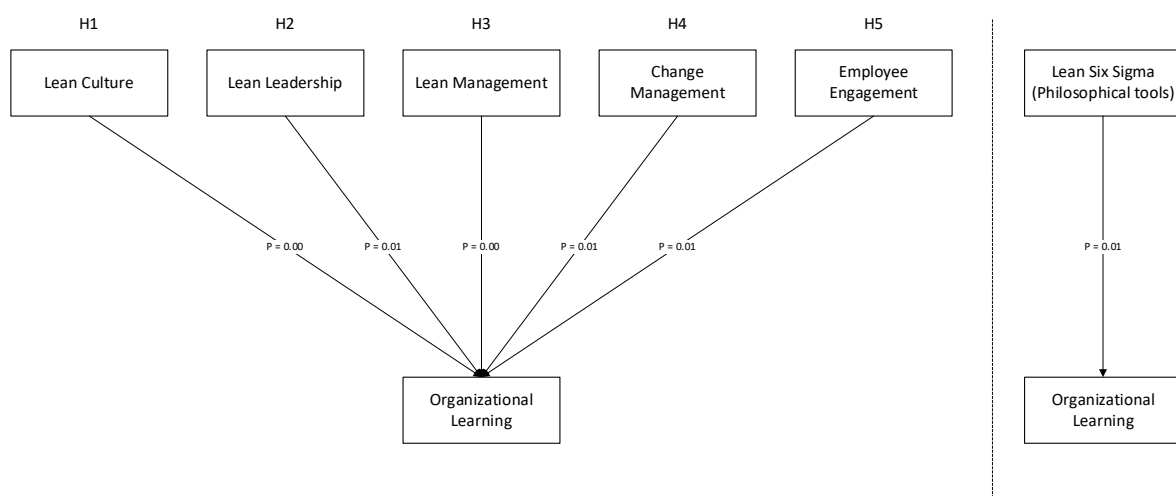 H1
H2
H3
H4
H5
Lean Culture
Lean Leadership
Lean Management
Change
Management
Employee
Engagement
Lean Six Sigma
(Philosophical tools)
P = 0.00
P = 0.01
P = 0.00
P = 0.01
P = 0.01
P = 0.01
Organizational
Learning
Organizational
Learning